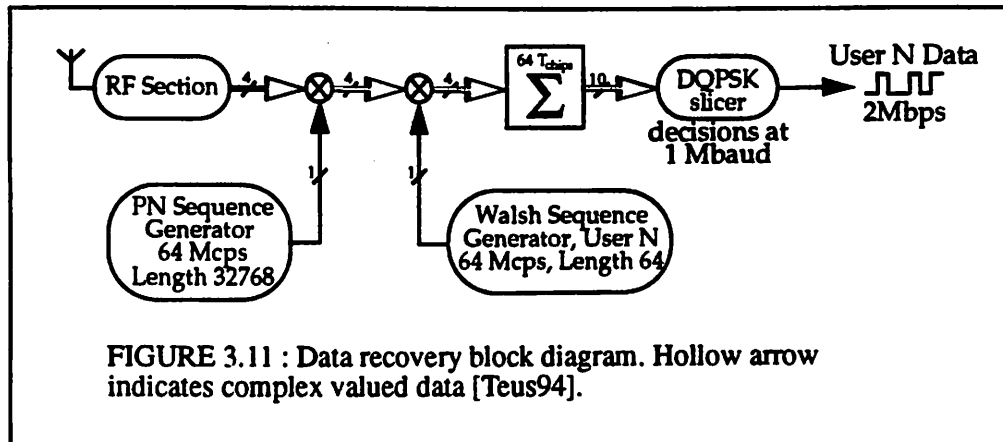 RF Section
4
4
4
64 Tchips
Σ
10
DQPSK
slicer
decisions at
1 Mbaud
User N Data
2Mbps
1
1
PN Sequence
Generator
64 Mcps
Length 32768
Walsh Sequence
Generator, User N
64 Mcps, Length 64
FIGURE 3.11 : Data recovery block diagram. Hollow arrow
indicates complex valued data [Teus94].